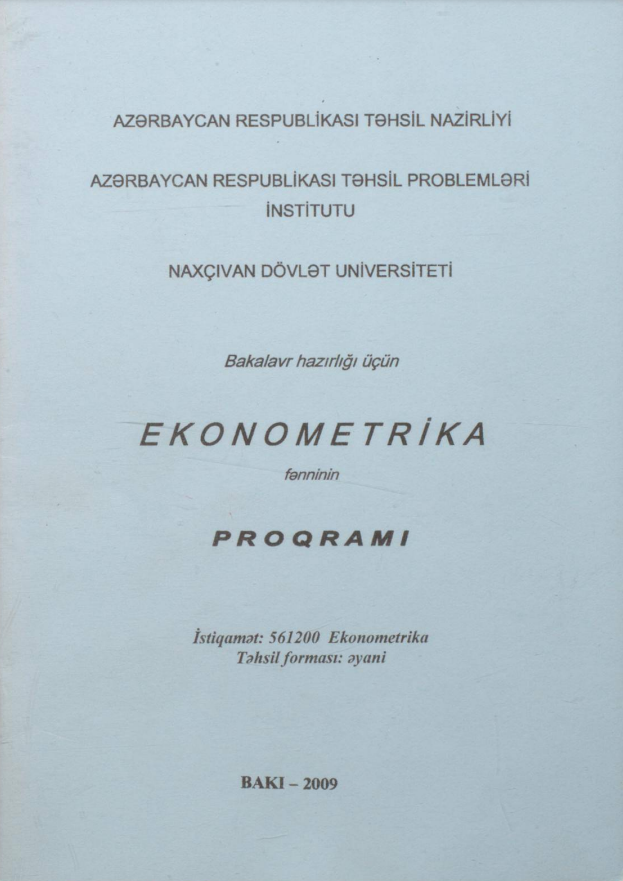 AZƏRBAYCAN RESPUBLİKASI TƏHSİL NAZİRLİYİ
AZƏRBAYCAN RESPUBLİKASI TƏHSİL PROBLEMLƏRİ
İNSTİTUTU
NAXÇIVAN DÖVLƏT UNİVERSİTETİ
Bakalavr hazırlığı üçün
EKONOMETRİKA
fənninin
PROQRAMI
İstiqamət: 561200 Ekonometrika
Təhsil forması: əyani
BAKI – 2009